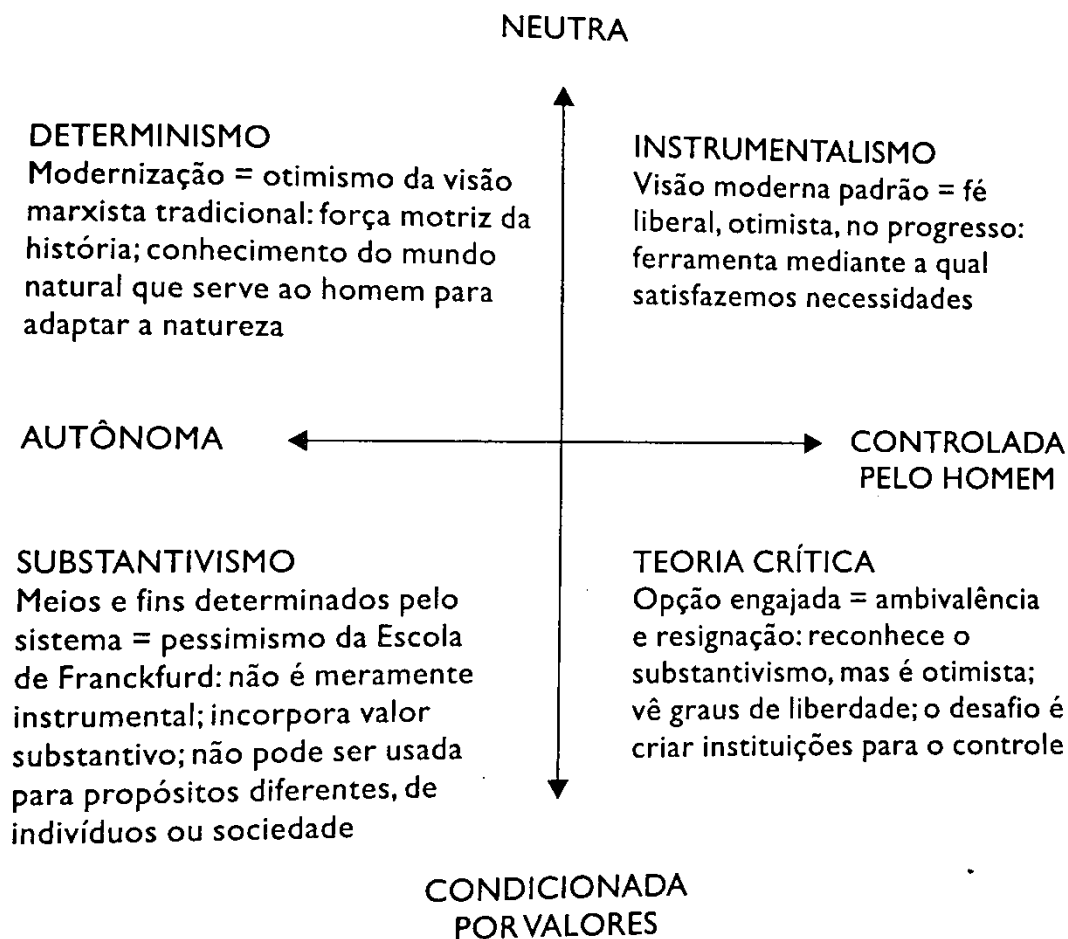 NEUTRA
DETERMINISMO
Modernização = otimismo da visão
marxista tradicional: força motriz da
história; conhecimento do mundo
natural que serve ao homem para
adaptar a natureza
INSTRUMENTALISMO
Visão moderna padrão = fé
liberal, otimista, no progresso:
ferramenta mediante a qual
satisfazemos necessidades
AUTÔNOMA
CONTROLADA
PELO HOMEM
SUBSTANTIVISMO
Meios e fins determinados pelo
sistema = pessimismo da Escola
de Franckfurd: não é meramente
instrumental; incorpora valor
substantivo; não pode ser usada
para propósitos diferentes, de
indivíduos ou sociedade
TEORIA CRÍTICA
Opção engajada = ambivalência
e resignação: reconhece o
substantivismo, mas é otimista;
vê graus de liberdade; o desafio é
criar instituições para o controle
CONDICIONADA
POR VALORES